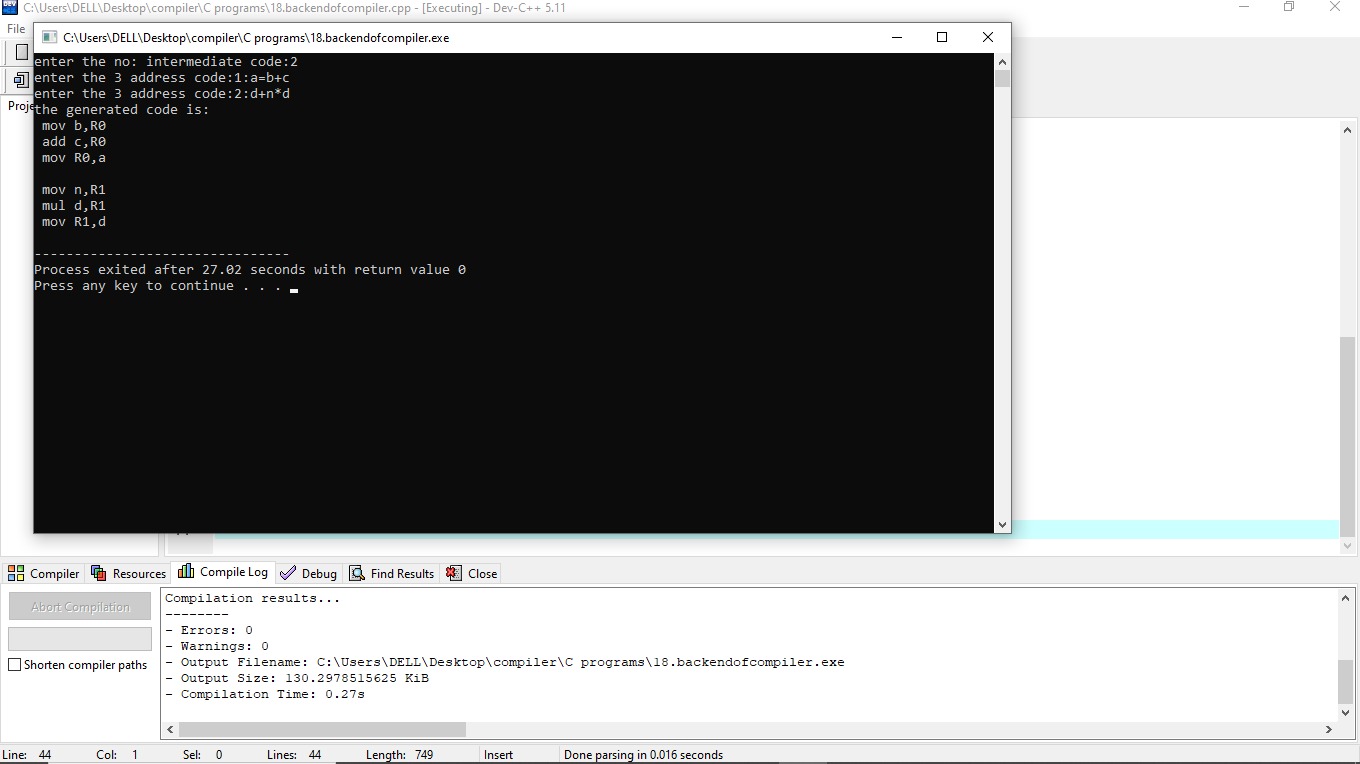 C:\Users\DELL\Desktop\compiler\C programs\18.backendofcompiler.cpp - [Executing] - Dev-C++ 5.11
File
C:\Users\DELL\Desktop\compiler\C programs\18.backendofcompiler.exe
enter the no: intermediate code:2
enter the 3 address code:1:a=b+c
enter the 3 address code:2:d+n*d
Proje
the generated code is:
mov b,R0
add c,R0
mov R0,a
mov n,R1
mul d,R1
mov R1,d
--------------------------------
Process exited after 27.02 seconds with return value 0
Press any key to continue . . .
Compiler Resources Compile Log Debug Find Results Close
Abort Compilation
Shorten compiler paths
Compilation results...
--------
- Errors: 0
- Warnings: 0
- Output Filename: C:\Users\DELL\Desktop\compiler\C programs\18.backendofcompiler.exe
- Output Size: 130.2978515625 KiB
- Compilation Time: 0.27s
Line: 44 Col: 1 Sel: 0 Lines: 44 Length: 749 Insert Done parsing in 0.016 seconds